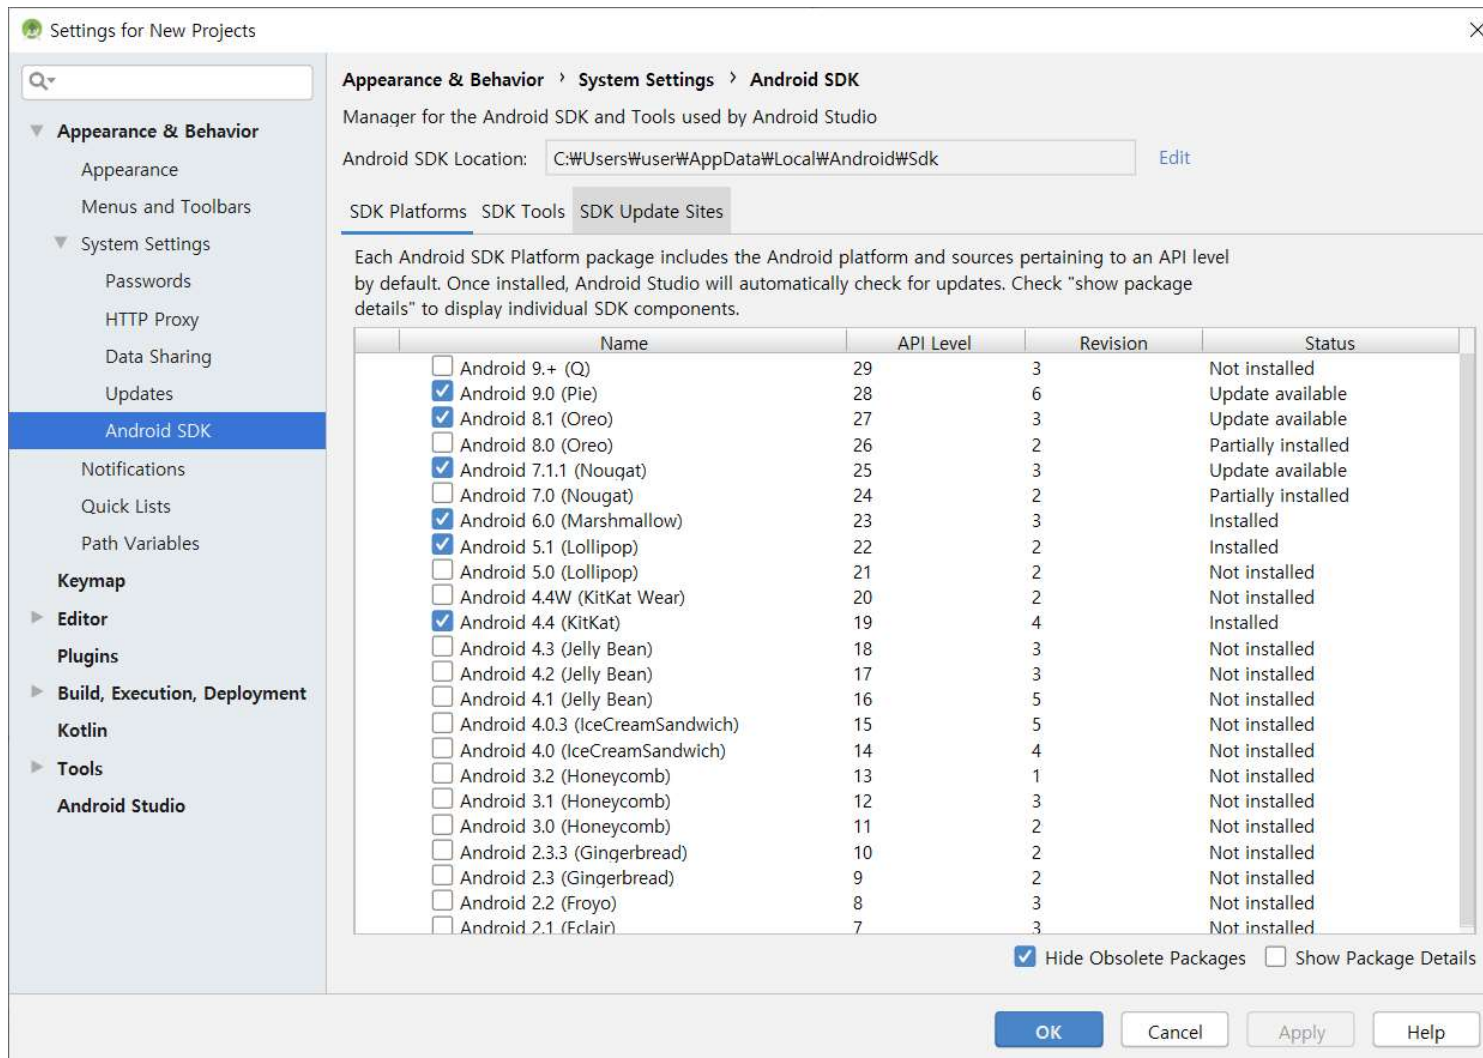 Settings for New Projects
Appearance & Behavior
Appearance
Menus and Toolbars
System Settings
Passwords
HTTP Proxy
Data Sharing
Updates
Android SDK
Notifications
Quick Lists
Path Variables
Keymap
Editor
Plugins
Build, Execution, Deployment
Kotlin
Tools
Android Studio
Appearance & Behavior › System Settings › Android SDK
Manager for the Android SDK and Tools used by Android Studio
Android SDK Location: C:₩Users₩user₩AppData₩Local₩Android₩Sdk Edit
SDK Platforms SDK Tools SDK Update Sites
Each Android SDK Platform package includes the Android platform and sources pertaining to an API level
by default. Once installed, Android Studio will automatically check for updates. Check "show package
details" to display individual SDK components.
Name API Level Revision Status
Android 9.+ (Q) 29 3 Not installed
Android 9.0 (Pie) 28 6 Update available
Android 8.1 (Oreo) 27 3 Update available
Android 8.0 (Oreo) 26 2 Partially installed
Android 7.1.1 (Nougat) 25 3 Update available
Android 7.0 (Nougat) 24 2 Partially installed
Android 6.0 (Marshmallow) 23 3 Installed
Android 5.1 (Lollipop) 22 2 Installed
Android 5.0 (Lollipop) 21 2 Not installed
Android 4.4W (KitKat Wear) 20 2 Not installed
Android 4.4 (KitKat) 19 4 Installed
Android 4.3 (Jelly Bean) 18 3 Not installed
Android 4.2 (Jelly Bean) 17 3 Not installed
Android 4.1 (Jelly Bean) 16 5 Not installed
Android 4.0.3 (IceCreamSandwich) 15 5 Not installed
Android 4.0 (IceCreamSandwich) 14 4 Not installed
Android 3.2 (Honeycomb) 13 1 Not installed
Android 3.1 (Honeycomb) 12 3 Not installed
Android 3.0 (Honeycomb) 11 2 Not installed
Android 2.3.3 (Gingerbread) 10 2 Not installed
Android 2.3 (Gingerbread) 9 2 Not installed
Android 2.2 (Froyo) 8 3 Not installed
Android 2.1 (Eclair) 7 3 Not installed
Hide Obsolete Packages Show Package Details
OK Cancel Apply Help